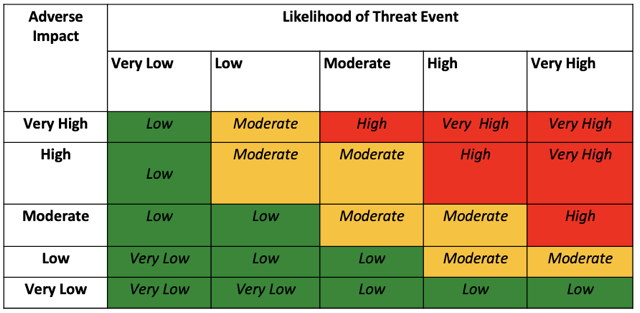 Adverse Impact Likelihood of Threat Event
Very Low Low Moderate High Very High
Very High Low Moderate High Very  High Very High
High Low Moderate Moderate High Very High
Moderate Low Low Moderate Moderate High
Low Very Low Low Low Moderate Moderate
Very Low Very Low Very Low Low Low Low